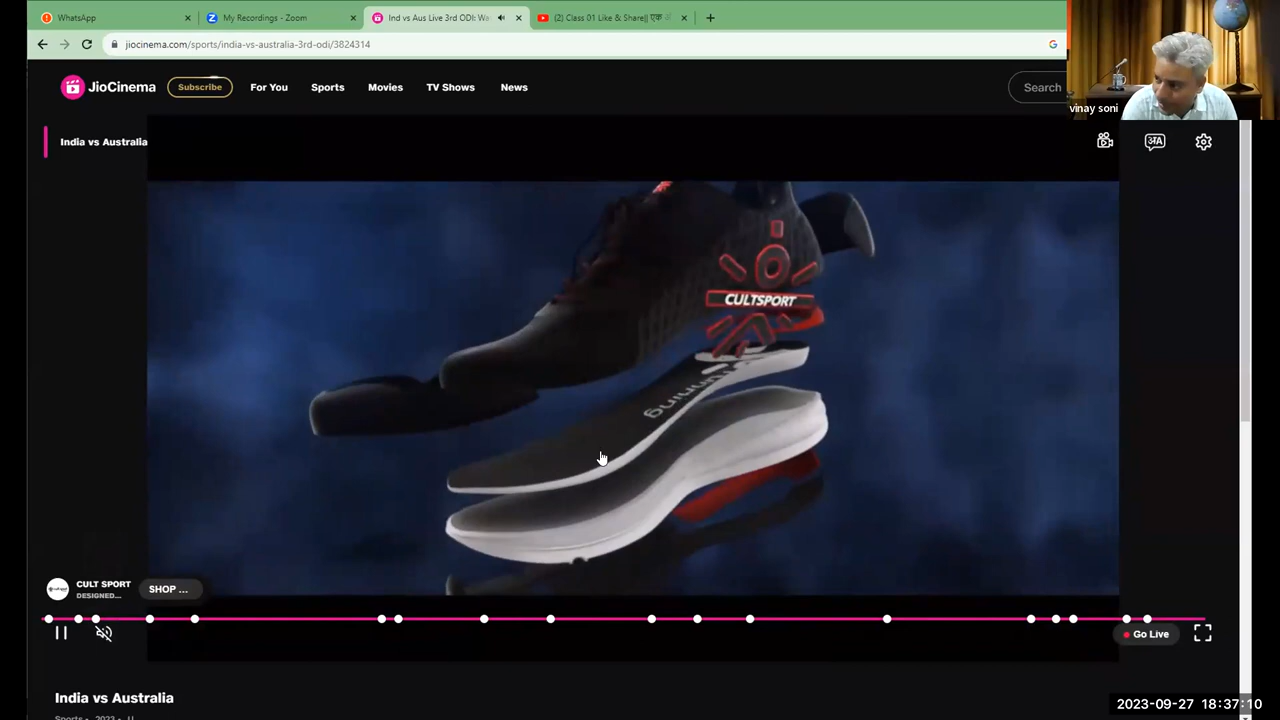 WhatsApp
My Recordings - Zoom
Ind vs Aus Live 3rd ODI: Wa
(2) Class 01 Like & Share|| एक
jiocinema.com/sports/india-vs-australia-3rd-odi/3824314
JioCinema
Subscribe
For You
Sports
Movies
TV Shows
News
Search
vinay soni
India vs Australia
CULTSPORT
CULT SPORT
DESIGNED...
SHOP ...
Go Live
India vs Australia
2023-09-27 18:37:10